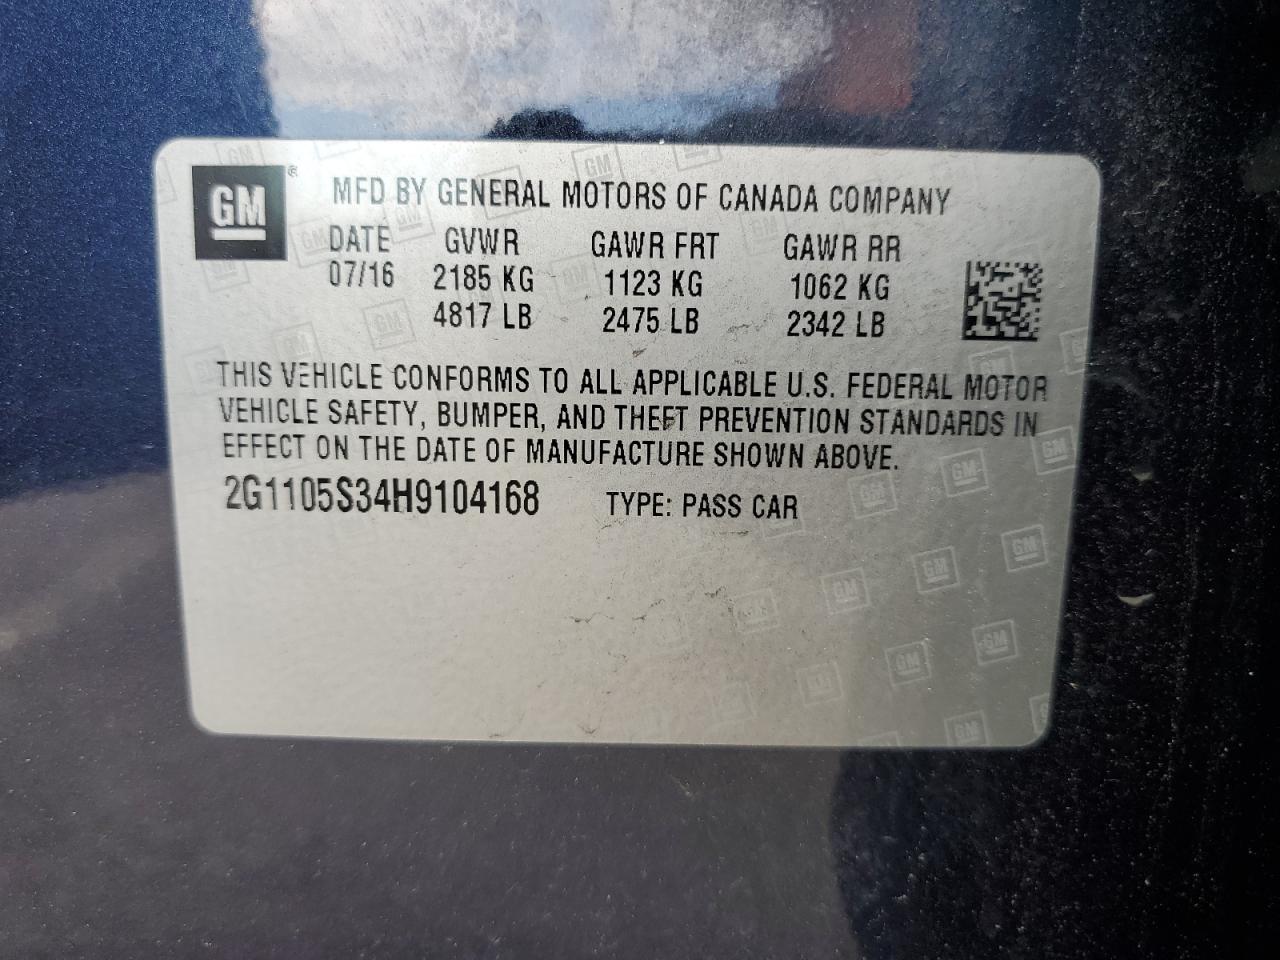 GM ® MFD BY GENERAL MOTORS OF CANADA COMPANY
DATE GVWR GAWR FRT GAWR RR
07/16 2185 KG 1123 KG 1062 KG
4817 LB 2475 LB 2342 LB
THIS VEHICLE CONFORMS TO ALL APPLICABLE U.S. FEDERAL MOTOR
VEHICLE SAFETY, BUMPER, AND THEFT PREVENTION STANDARDS IN
EFFECT ON THE DATE OF MANUFACTURE SHOWN ABOVE.
2G1105S34H9104168 TYPE: PASS CAR